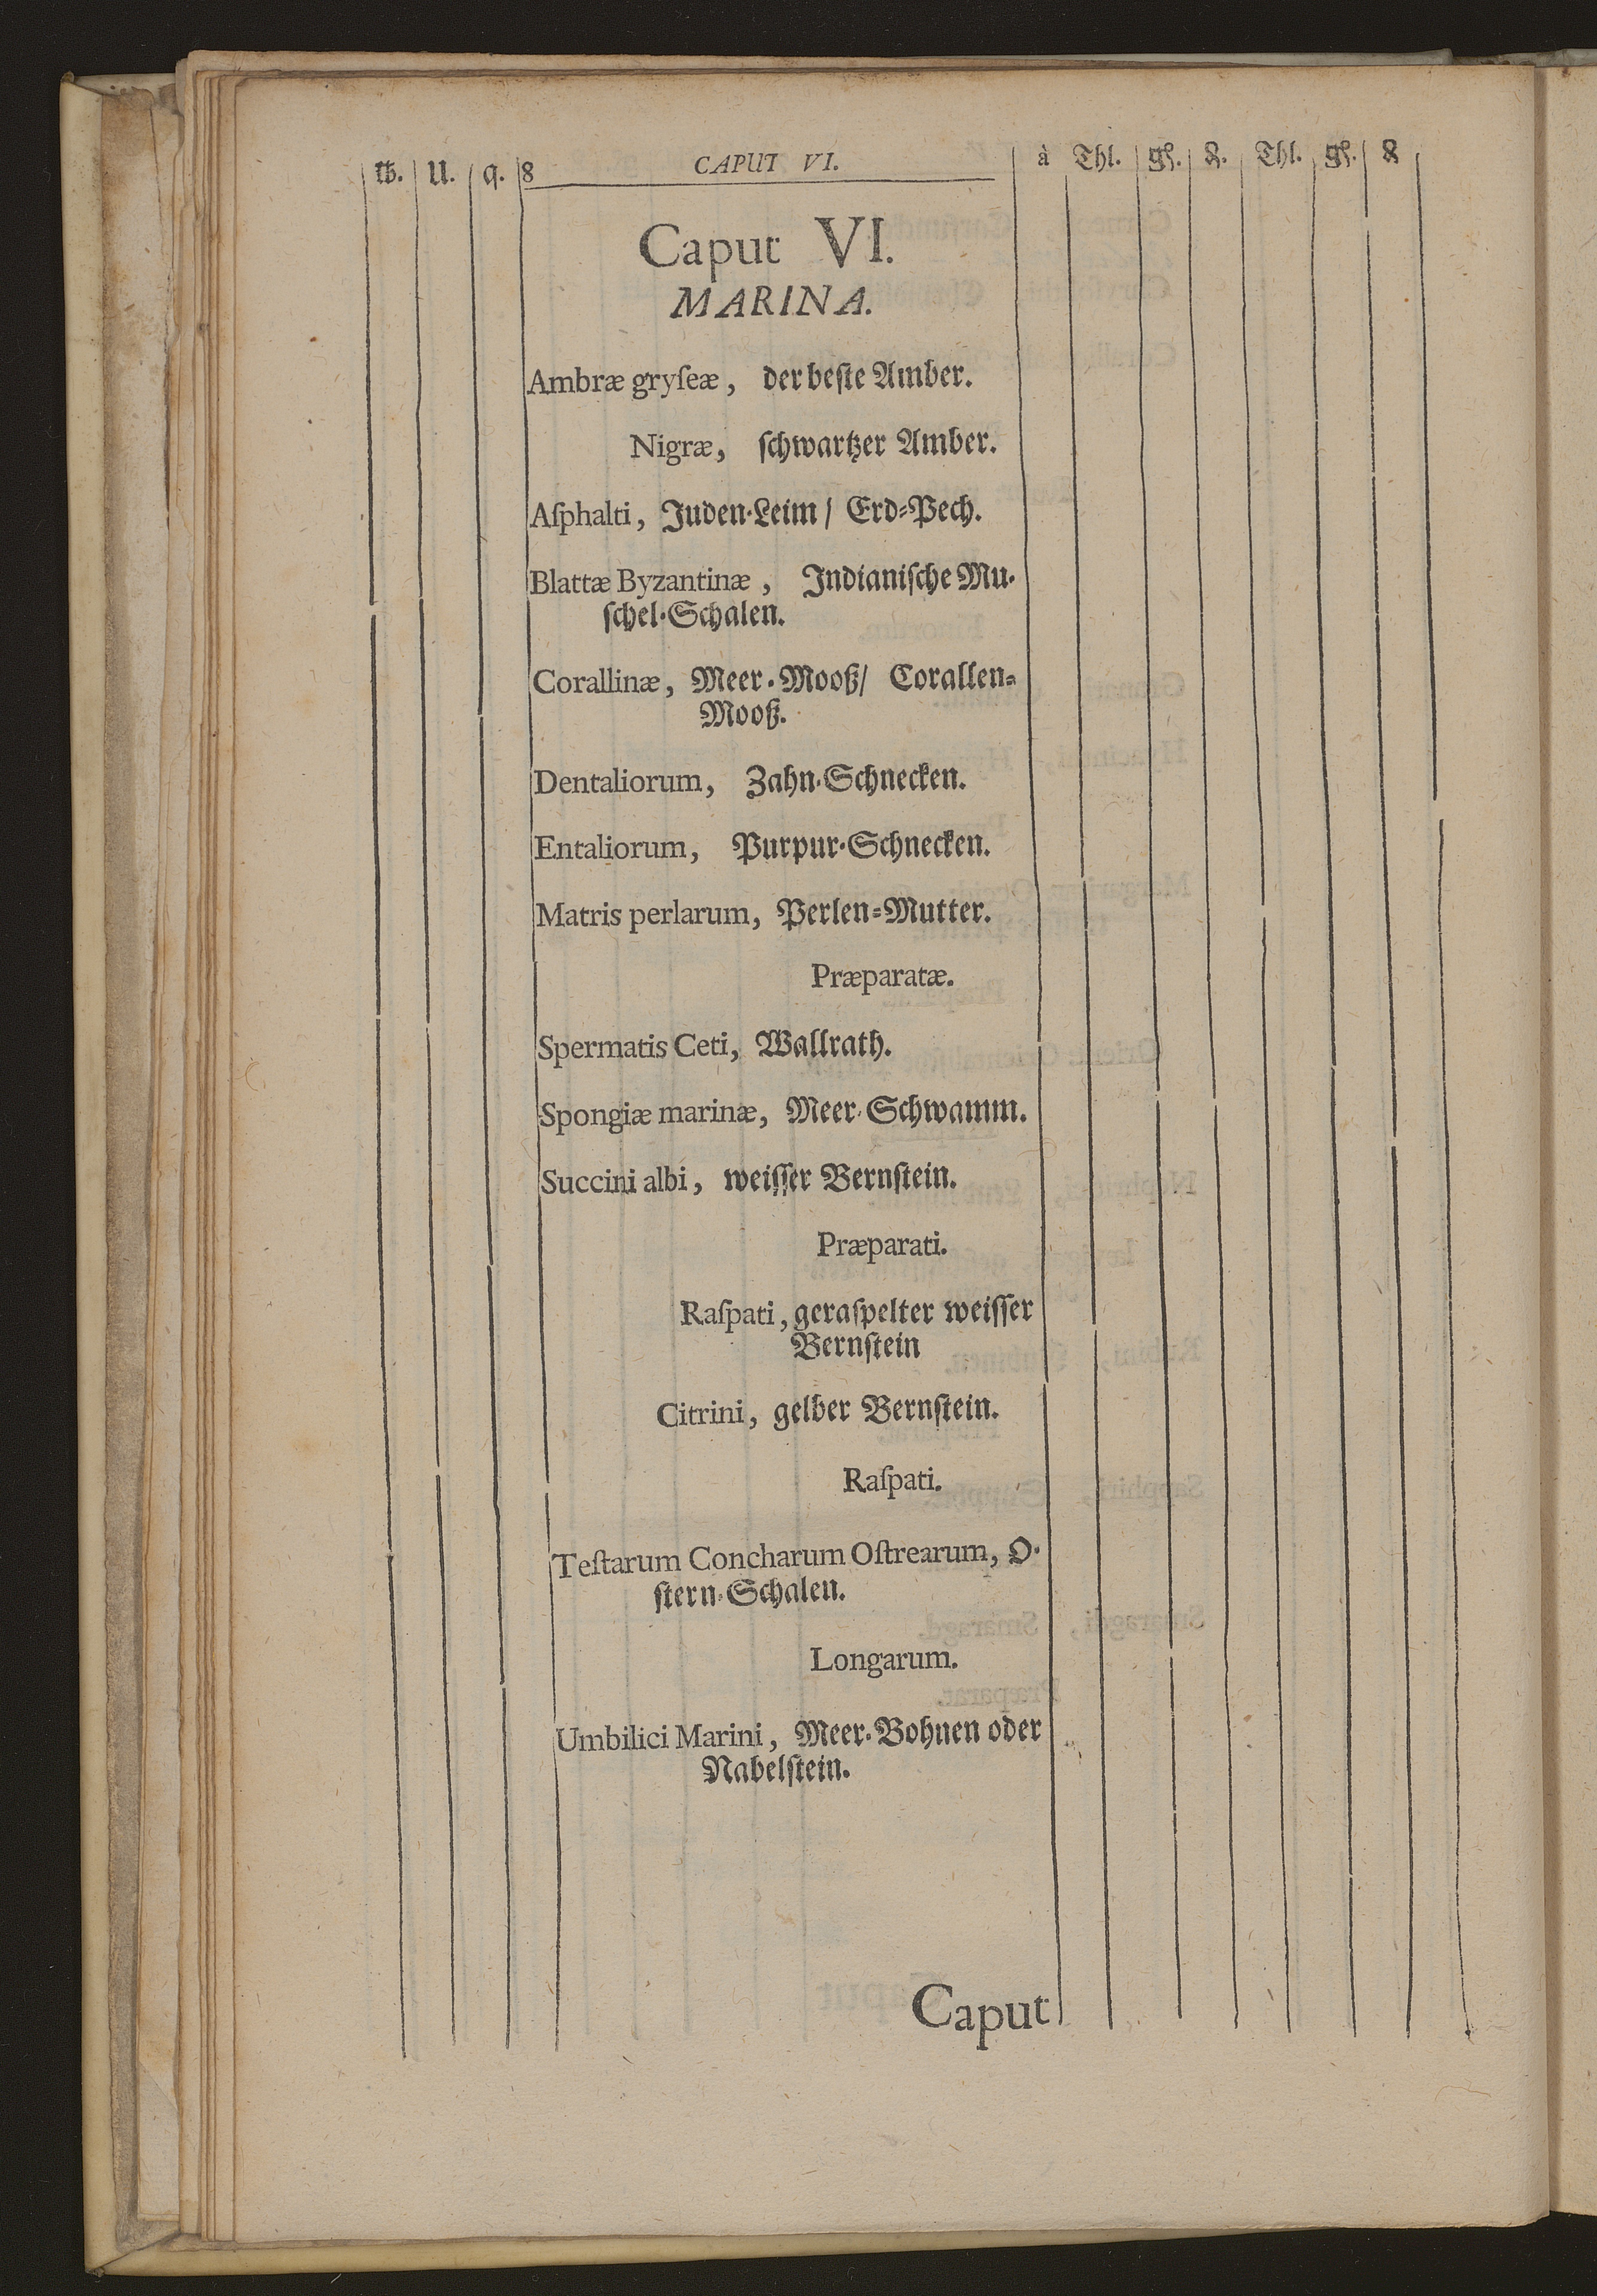 ℔. U. q. 8 CAPUT VI. à Thl. gl. ₰. Thl. gl. ₰
Caput VI.
MARINA.
Ambræ gryſeæ, der beſte Amber.
Nigræ, ſchwartzer Amber.
Aſphalti, Juden-Leim/ Erd-Pech.
Blattæ Byzantinæ, Indianiſche Mu-
ſchel-Schalen.
Corallinæ, Meer-Mooß/ Corallen-
Mooß.
Dentaliorum, Zahn-Schnecken.
Entaliorum, Purpur-Schnecken.
Matris perlarum, Perlen-Mutter.
Præparatæ.
Spermatis Ceti, Wallrath.
Spongiæ marinæ, Meer-Schwamm.
Succini albi, weiſſer Bernſtein.
Præparati.
Raſpati, geraſpelter weiſſer
Bernſtein
Citrini, gelber Bernſtein.
Raſpati.
Teſtarum Concharum Oſtrearum, O-
ſtern-Schalen.
Longarum.
Umbilici Marini, Meer-Bohnen oder
Nabelſtein.
Caput